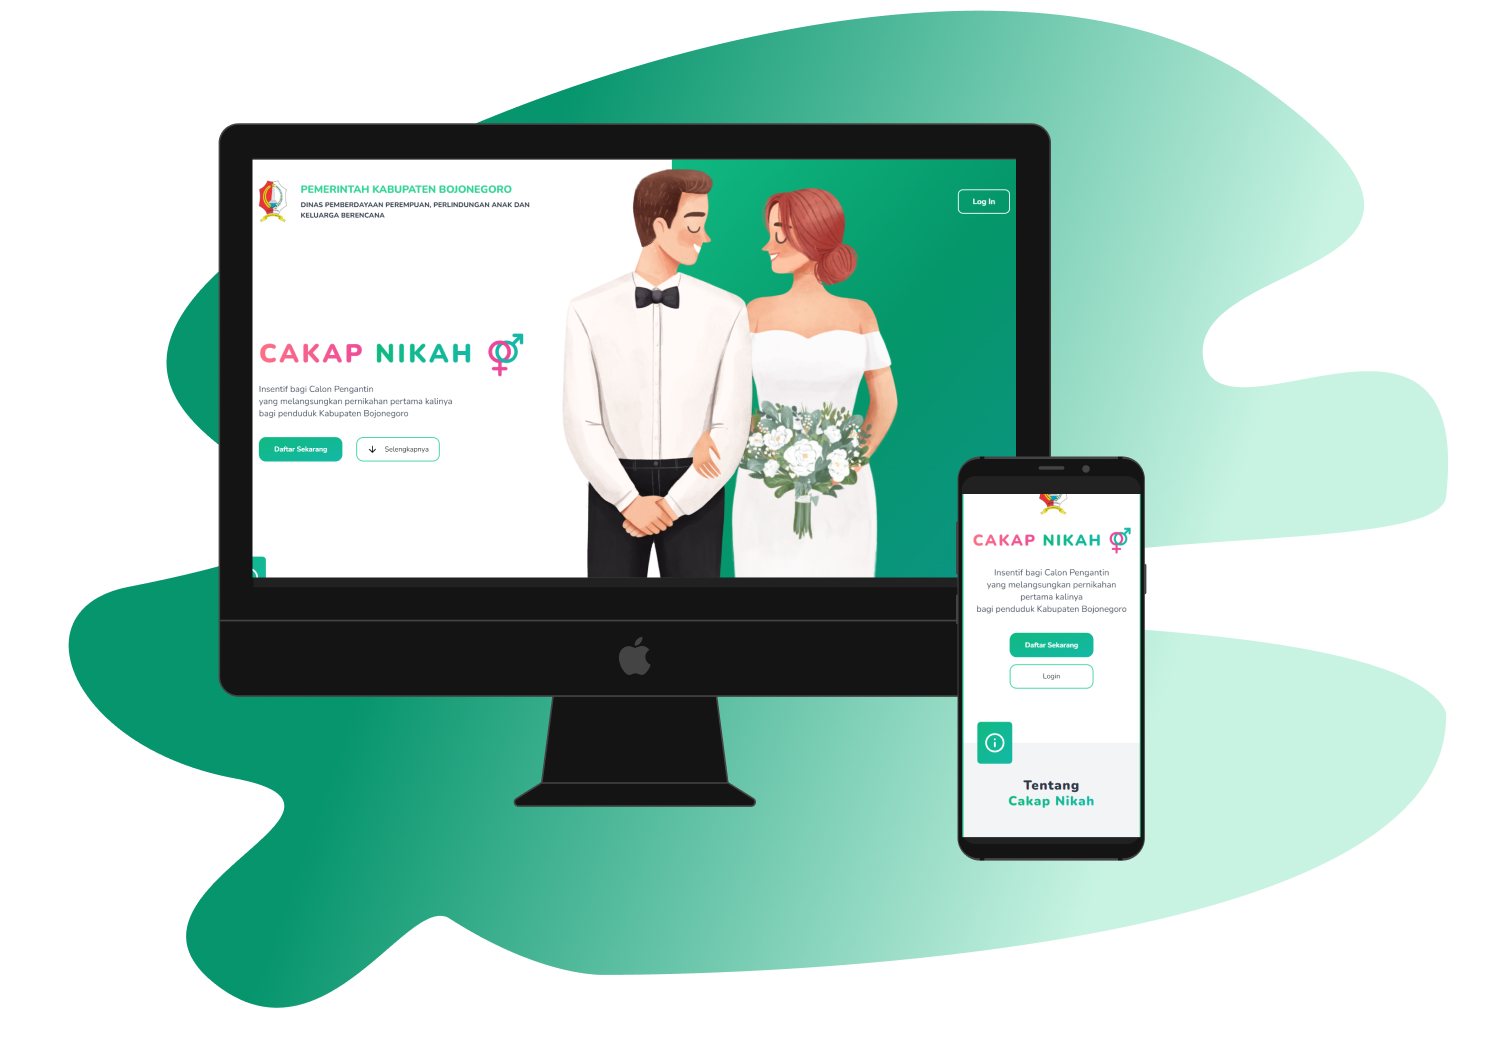 PEMERINTAH KABUPATEN BOJONEGORO
DINAS PEMBERDAYAAN PEREMPUAN, PERLINDUNGAN ANAK DAN
KELUARGA BERENCANA
Log In
CAKAP NIKAH
Insentif bagi Calon Pengantin
yang melangsungkan pernikahan pertama kalinya
bagi penduduk Kabupaten Bojonegoro
Daftar Sekarang
Selengkapnya
CAKAP NIKAH
Insentif bagi Calon Pengantin
yang melangsungkan pernikahan
pertama kalinya
bagi penduduk Kabupaten Bojonegoro
Daftar Sekarang
Login
Tentang
Cakap Nikah